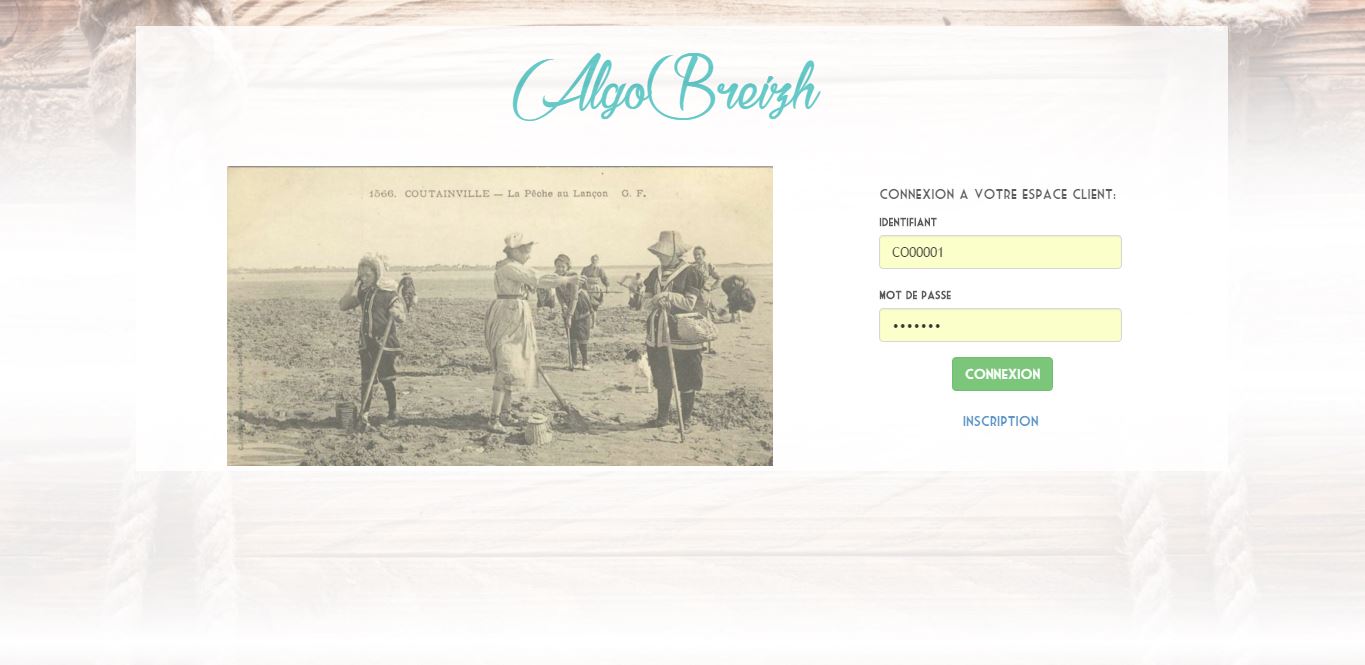 AlgoBreizh
1566. COUTAINVILLE — La Pêche au Lançon G. F.
CONNEXION A VOTRE ESPACE CLIENT:
IDENTIFIANT
CO00001
MOT DE PASSE
•••••••
CONNEXION
INSCRIPTION